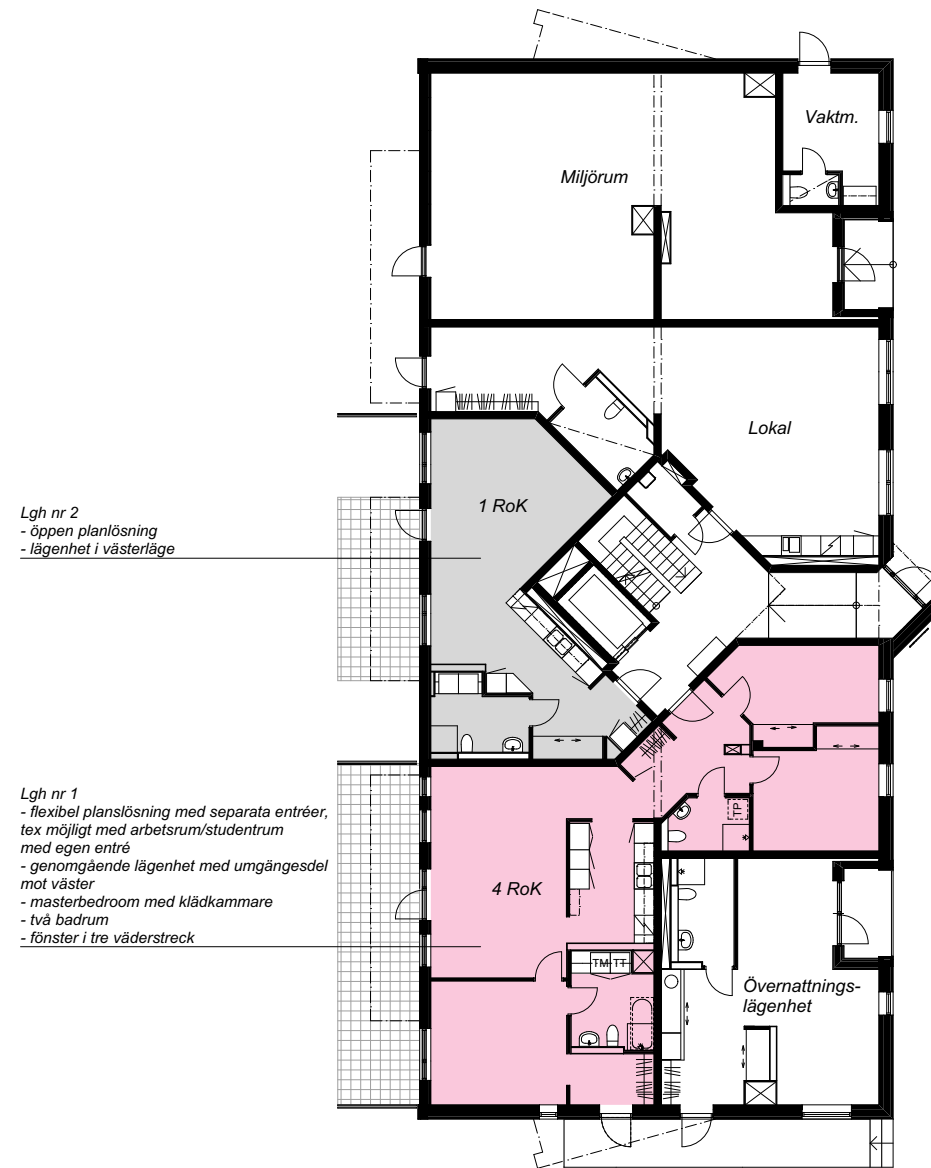 Vaktm.
Miljörum
Lokal
1 RoK
Lgh nr 2
- öppen planlösning
- lägenhet i västerläge
Lgh nr 1
- flexibel planslösning med separata entréer,
tex möjligt med arbetsrum/studentrum
med egen entré
- genomgående lägenhet med umgängesdel
mot väster
- masterbedroom med klädkammare
- två badrum
- fönster i tre väderstreck
TP
4 RoK
TM TT
Övernattnings-
lägenhet